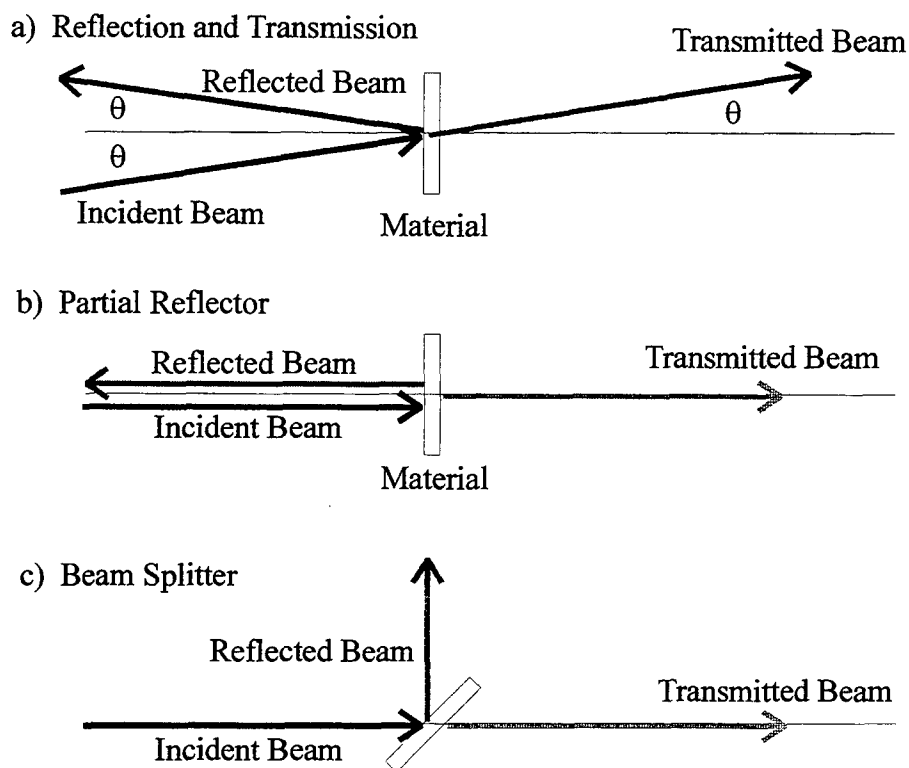 a) Reflection and Transmission
Transmitted Beam
Reflected Beam
θ
θ
θ
Incident Beam
Material
b) Partial Reflector
Reflected Beam
Transmitted Beam
Incident Beam
Material
c) Beam Splitter
Reflected Beam
Transmitted Beam
Incident Beam